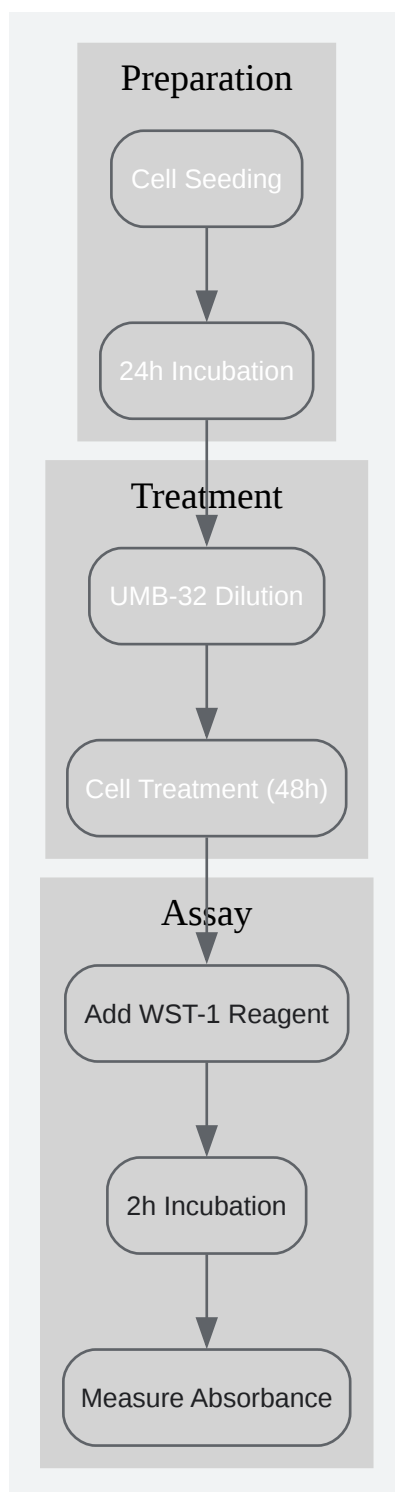 Preparation
Cell Seeding
24h Incubation
Treatment
UMB-32 Dilution
Cell Treatment (48h)
Assay
Add WST-1 Reagent
2h Incubation
Measure Absorbance